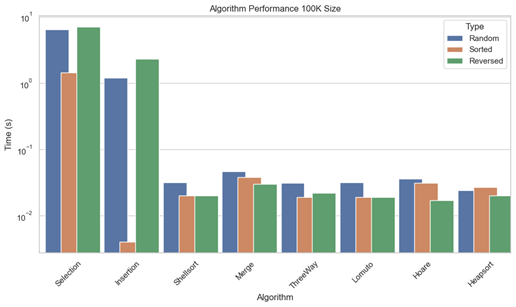 Algorithm Performance 100K Size
Type
Random
Sorted
Reversed
10¹
10⁰
10⁻¹
10⁻²
Time (s)
Selection
Insertion
Shellsort
Merge
ThreeWay
Lomuto
Hoare
Heapsort
Algorithm